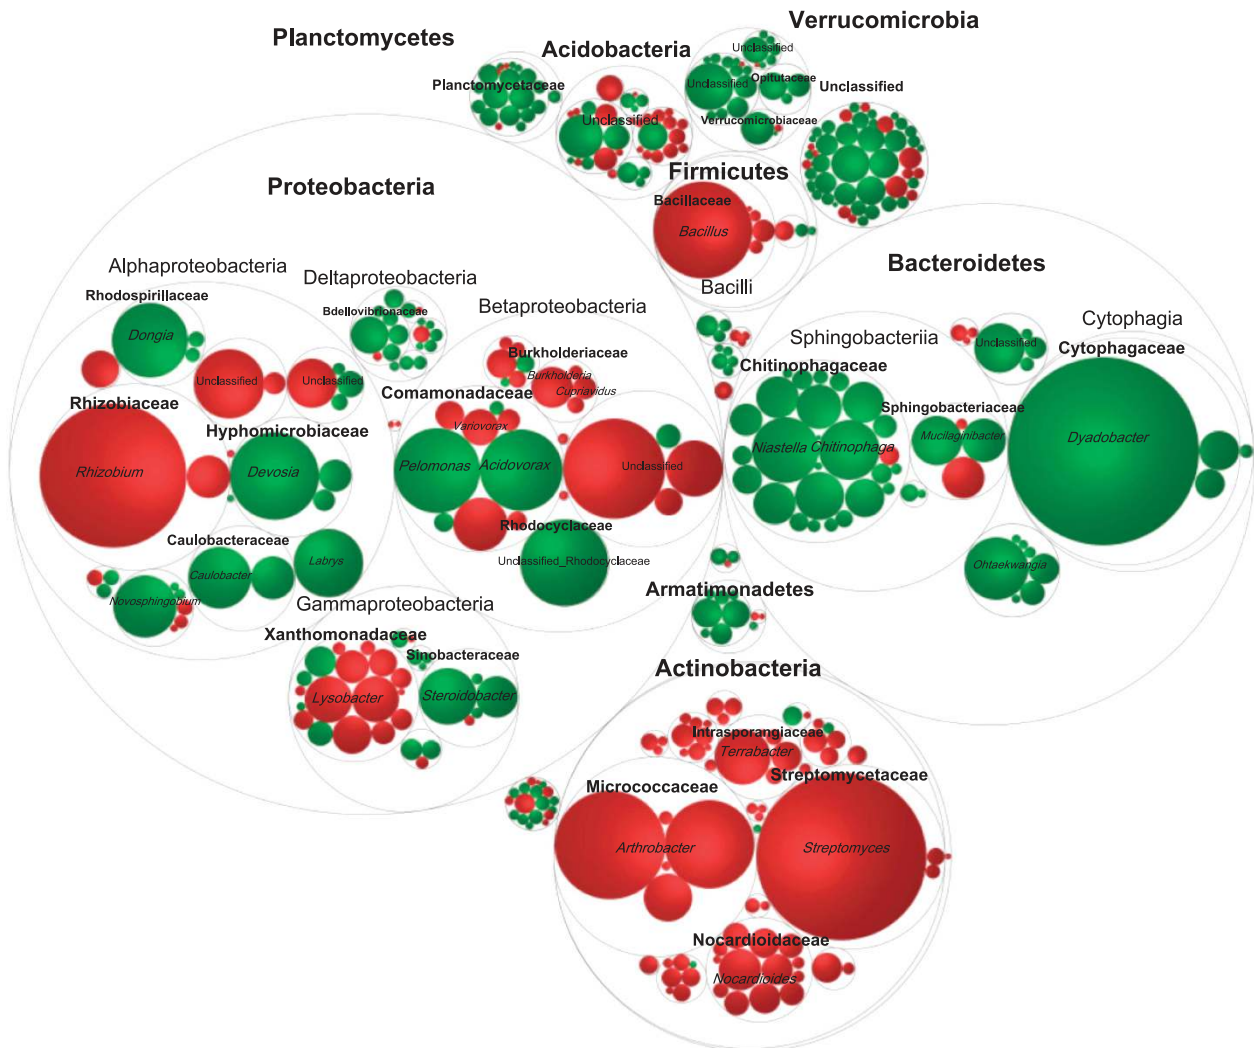 Verrucomicrobia
Planctomycetes
Acidobacteria
Unclassified
Planctomycetaceae
Unclassified
Opitutaceae
Unclassified
Unclassified
Verrucomicrobiaceae
Firmicutes
Proteobacteria
Bacillaceae
Bacillus
Bacteroidetes
Alphaproteobacteria
Deltaproteobacteria
Bacilli
Rhodospirillaceae
Betaproteobacteria
Bdellovibrionaceae
Sphingobacteriia
Cytophagia
Dongia
Unclassified
Cytophagaceae
Burkholderiaceae
Chitinophagaceae
Unclassified
Unclassified
Burkholderia
Cupriavidus
Comamonadaceae
Rhizobiaceae
Hyphomicrobiaceae
Variovorax
Sphingobacteriaceae
Mucilaginibacter
Dyadobacter
Niastella
Chitinophaga
Pelomonas
Acidovorax
Unclassified
Rhizobium
Devosia
Rhodocyclaceae
Caulobacteraceae
Labrys
Unclassified_Rhodocyclaceae
Ohtaekwangia
Caulobacter
Novosphingobium
Armatimonadetes
Gammaproteobacteria
Xanthomonadaceae
Sinobacteraceae
Actinobacteria
Lysobacter
Steroidobacter
Intrasporangiaceae
Terrabacter
Streptomycetaceae
Micrococcaceae
Arthrobacter
Streptomyces
Nocardioidaceae
Nocardioides